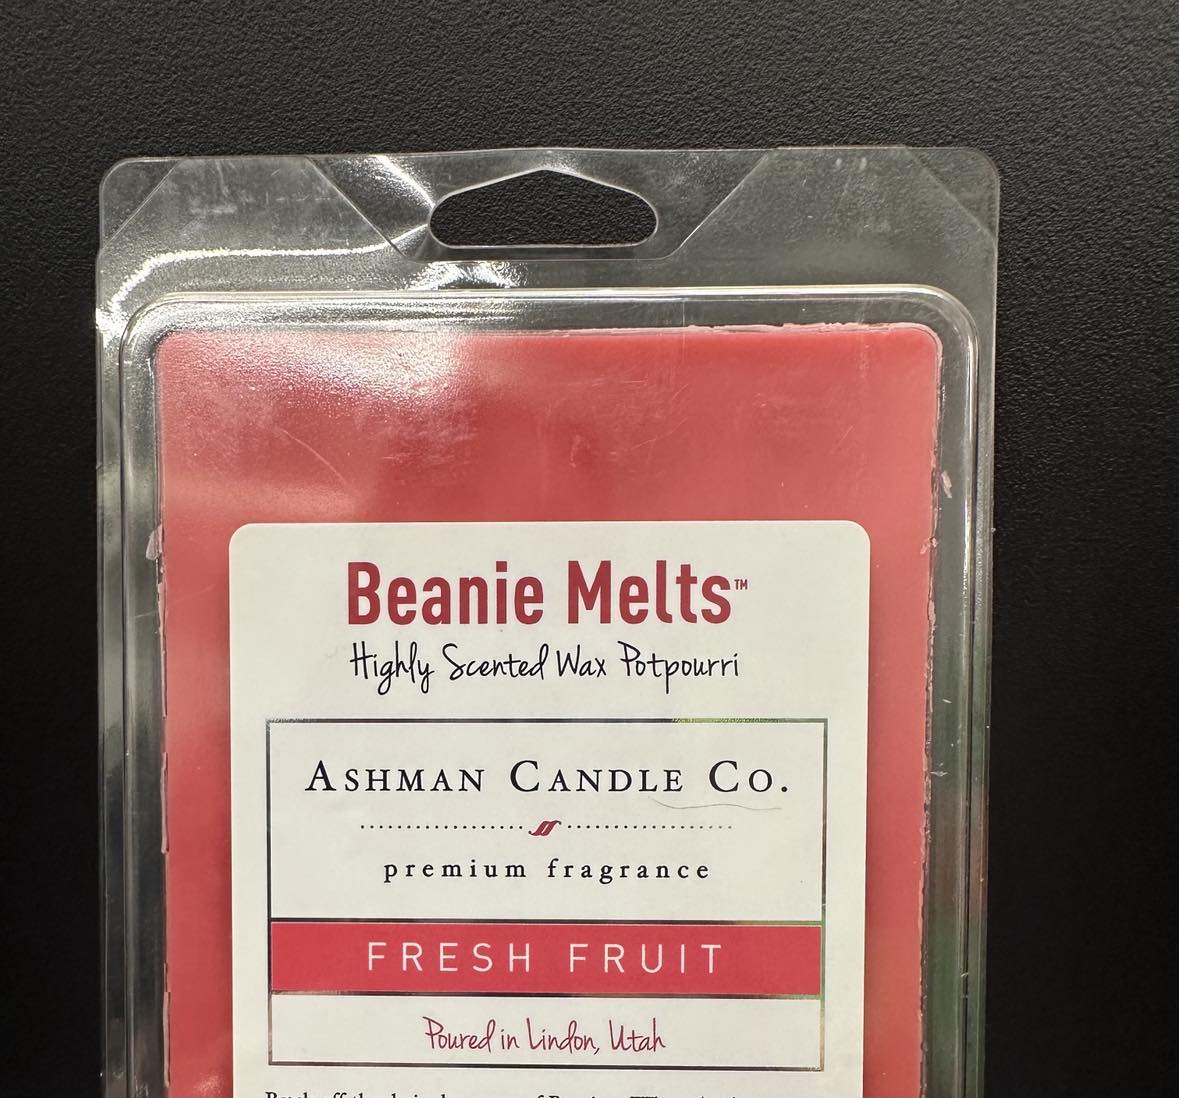 Beanie Melts™
Highly Scented Wax Potpourri
ASHMAN CANDLE CO.
premium fragrance
FRESH FRUIT
Poured in Lindon, Utah